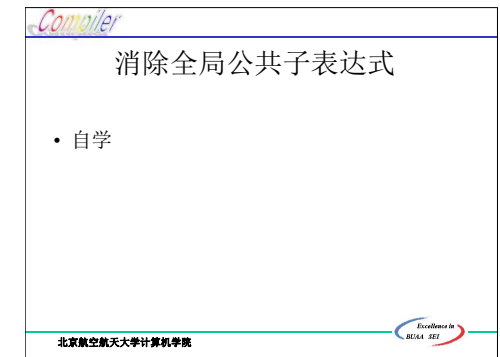 Compiler
消除全局公共子表达式
• 自学
Excellence in
BUAA SEI
北京航空航天大学计算机学院